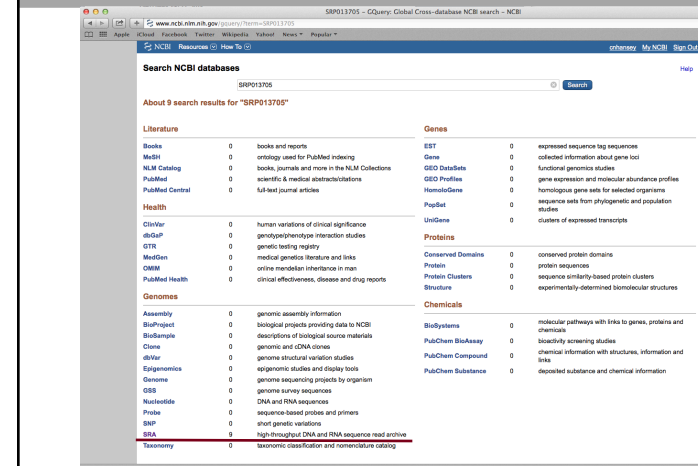 SRP013705 - GQuery: Global Cross-database NCBI search - NCBI
www.ncbi.nlm.nih.gov/gquery/?term=SRP013705
Apple iCloud Facebook Twitter Wikipedia Yahoo! News Popular
NCBI Resources How To onhansey My NCBI Sign Out
Search NCBI databases Help
SRP013705 Search
About 9 search results for "SRP013705"
Literature
Books 0 books and reports
MeSH 0 ontology used for PubMed indexing
NLM Catalog 0 books, journals and more in the NLM Collections
PubMed 0 scientific & medical abstracts/citations
PubMed Central 0 full-text journal articles
Health
ClinVar 0 human variations of clinical significance
dbGaP 0 genotype/phenotype interaction studies
GTR 0 genetic testing registry
MedGen 0 medical genetics literature and links
OMIM 0 online mendelian inheritance in man
PubMed Health 0 clinical effectiveness, disease and drug reports
Genomes
Assembly 0 genomic assembly information
BioProject 0 biological projects providing data to NCBI
BioSample 0 descriptions of biological source materials
Clone 0 genomic and cDNA clones
dbVar 0 genome structural variation studies
Epigenomics 0 epigenomic studies and display tools
Genome 0 genome sequencing projects by organism
GSS 0 genome survey sequences
Nucleotide 0 DNA and RNA sequences
Probe 0 sequence-based probes and primers
SNP 0 short genetic variations
SRA 9 high-throughput DNA and RNA sequence read archive
Taxonomy 0 taxonomic classification and nomenclature catalog
Genes
EST 0 expressed sequence tag sequences
Gene 0 collected information about gene loci
GEO DataSets 0 functional genomics studies
GEO Profiles 0 gene expression and molecular abundance profiles
HomoloGene 0 homologous gene sets for selected organisms
PopSet 0 sequence sets from phylogenetic and population
studies
UniGene 0 clusters of expressed transcripts
Proteins
Conserved Domains 0 conserved protein domains
Protein 0 protein sequences
Protein Clusters 0 sequence similarity-based protein clusters
Structure 0 experimentally-determined biomolecular structures
Chemicals
BioSystems 0 molecular pathways with links to genes, proteins and
chemicals
PubChem BioAssay 0 bioactivity screening studies
PubChem Compound 0 chemical information with structures, information and
links
PubChem Substance 0 deposited substance and chemical information